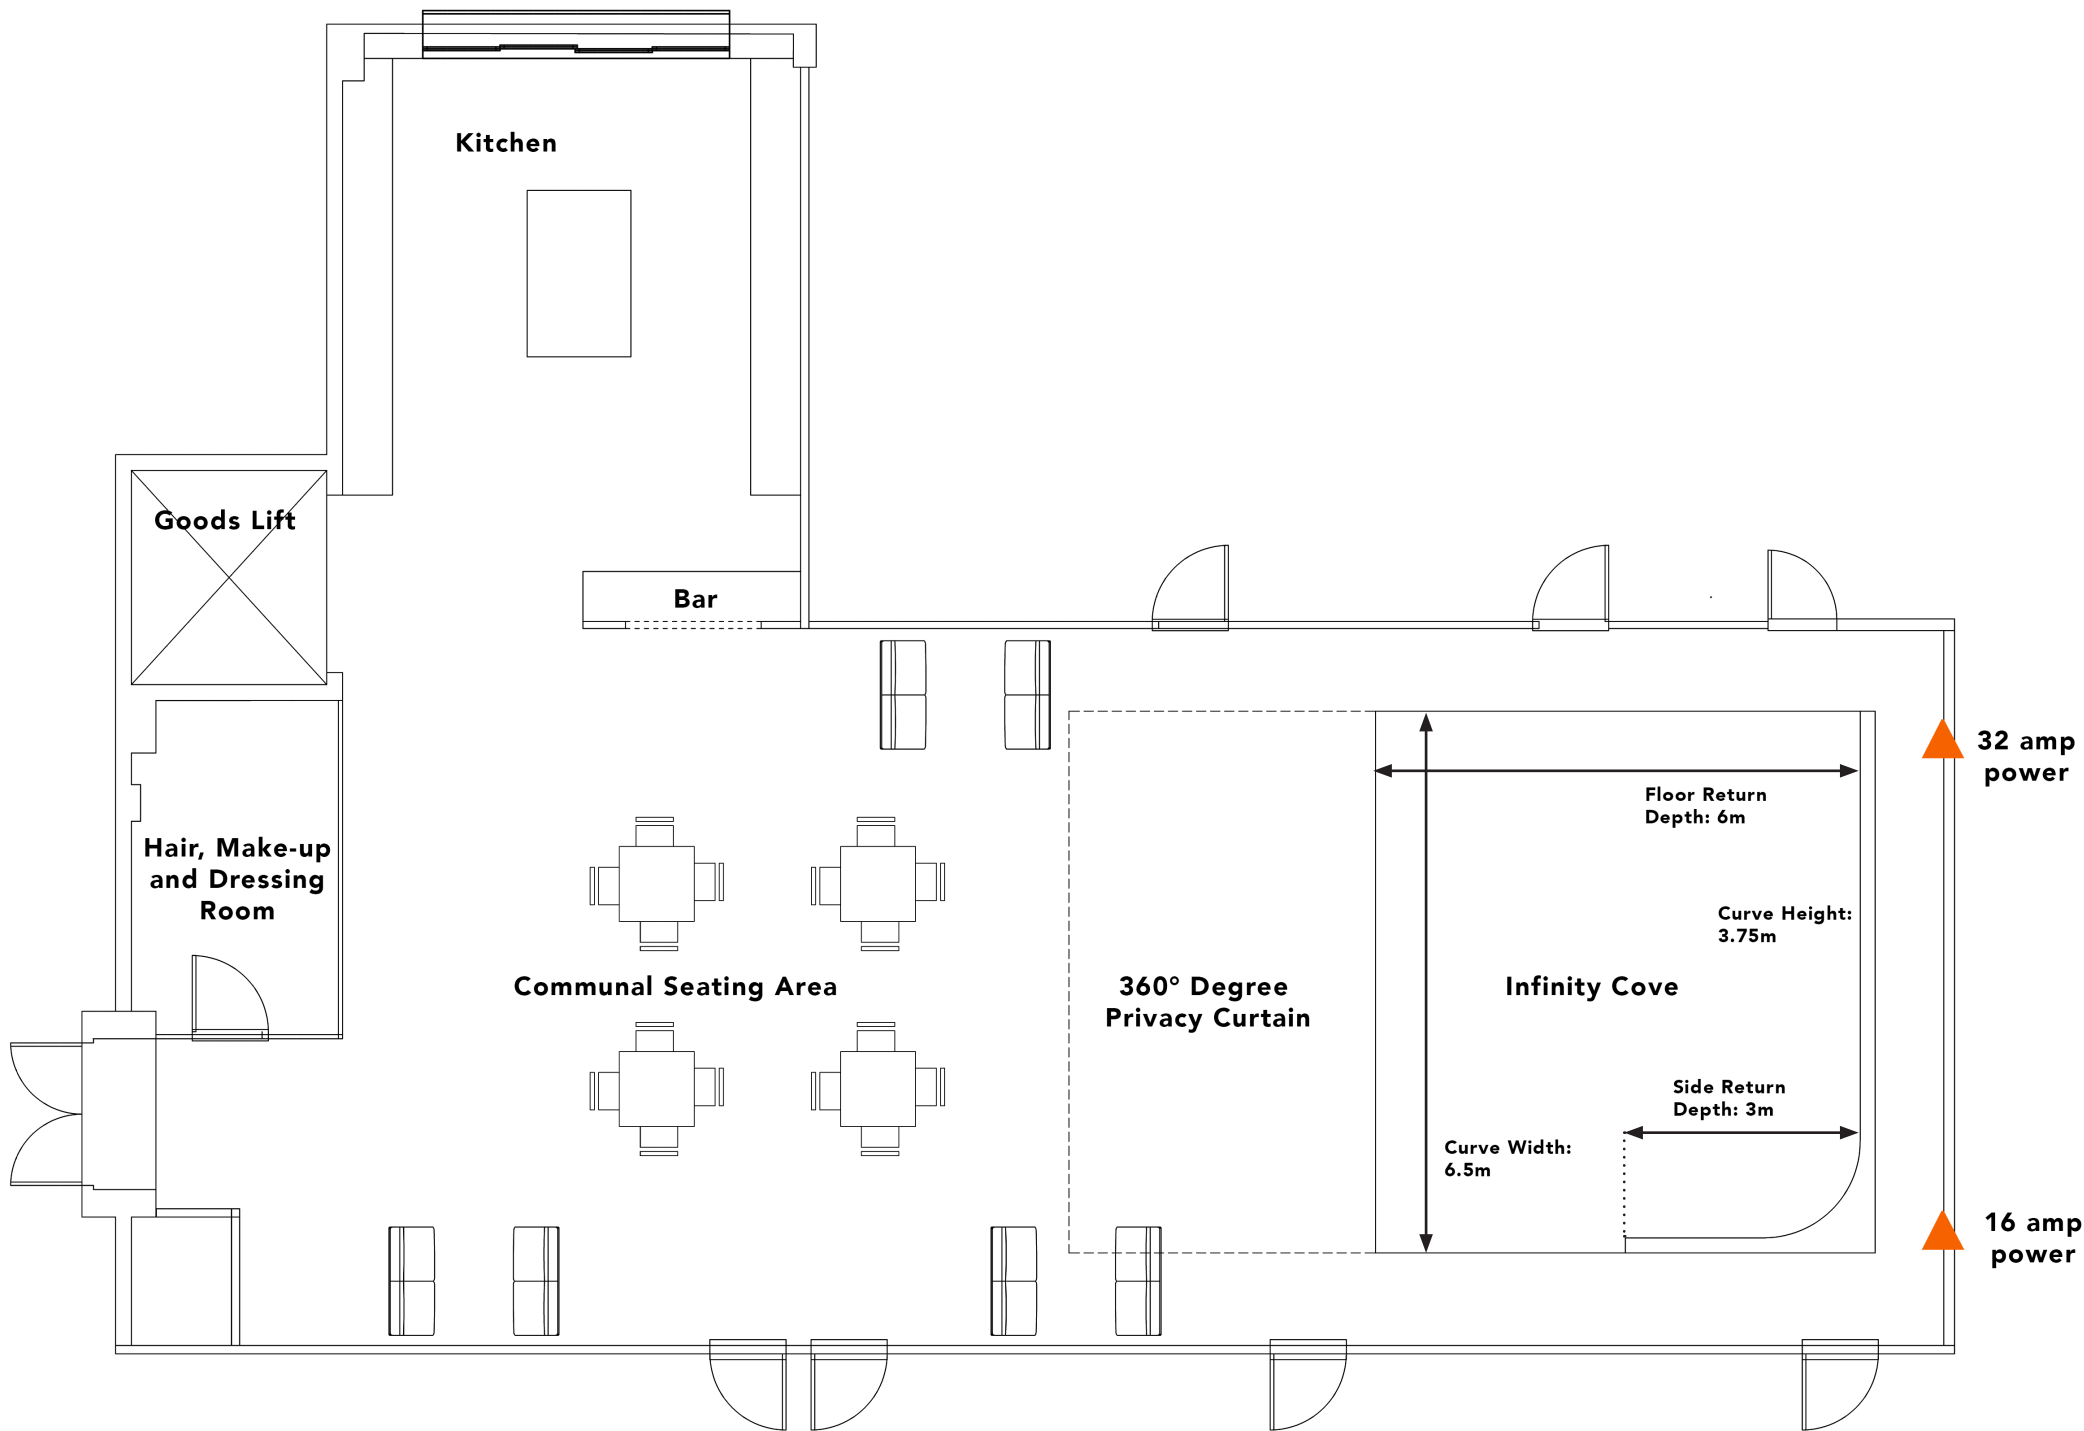 Kitchen
Goods Lift
Bar
32 amp
power
Floor Return
Depth: 6m
Hair, Make-up
and Dressing
Room
Curve Height:
3.75m
Communal Seating Area
360° Degree
Privacy Curtain
Infinity Cove
Side Return
Depth: 3m
Curve Width:
6.5m
16 amp
power